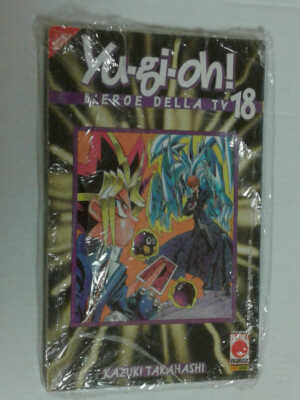 Yu-gi-oh!
L'EROE DELLA TV 18
KAZUKI TAKAHASHI